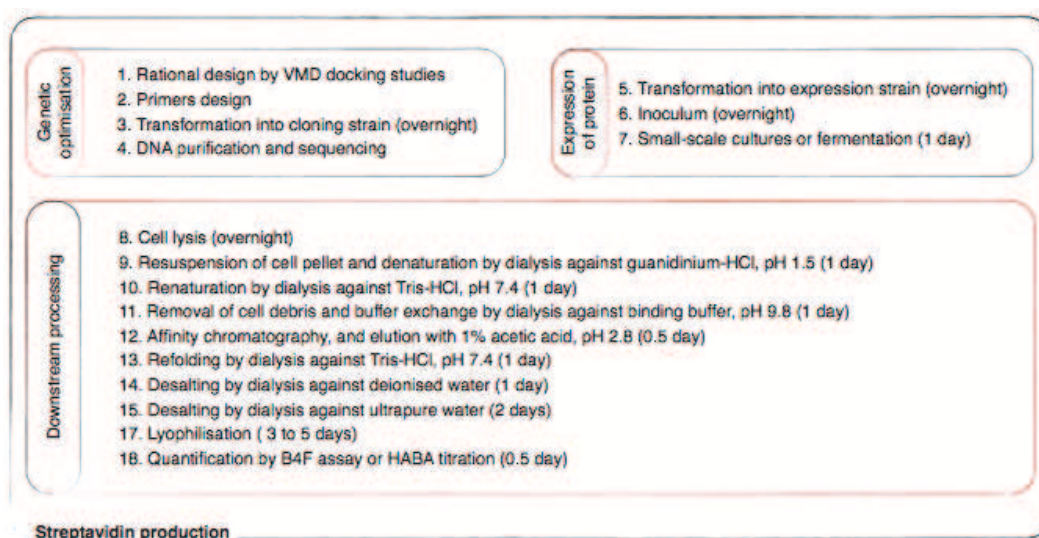 Genetic
optimisation
1. Rational design by VMD docking studies
2. Primers design
3. Transformation into cloning strain (overnight)
4. DNA purification and sequencing
Expression
of protein
5. Transformation into expression strain (overnight)
6. Inoculum (overnight)
7. Small-scale cultures or fermentation (1 day)
Downstream processing
8. Cell lysis (overnight)
9. Resuspension of cell pellet and denaturation by dialysis against guanidinium-HCl, pH 1.5 (1 day)
10. Renaturation by dialysis against Tris-HCl, pH 7.4 (1 day)
11. Removal of cell debris and buffer exchange by dialysis against binding buffer, pH 9.8 (1 day)
12. Affinity chromatography, and elution with 1% acetic acid, pH 2.8 (0.5 day)
13. Refolding by dialysis against Tris-HCl, pH 7.4 (1 day)
14. Desalting by dialysis against deionised water (1 day)
15. Desalting by dialysis against ultrapure water (2 days)
17. Lyophilisation ( 3 to 5 days)
18. Quantification by B4F assay or HABA titration (0.5 day)
Streptavidin production